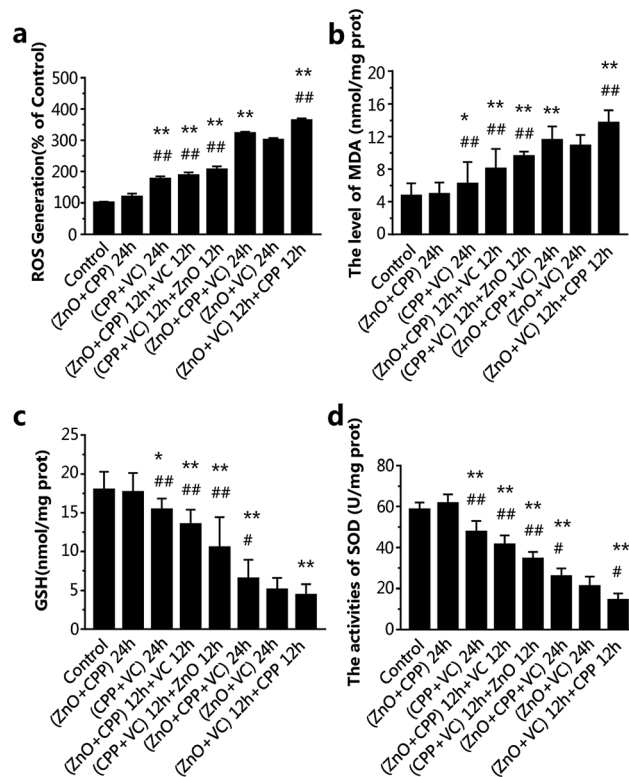 a
ROS Generation(% of Control)
500
400
300
200
100
0
**
##
**
##
**
##
**
**
##
Control
(ZnO+CPP) 24h
(CPP+VC) 24h
(ZnO+CPP) 12h+VC 12h
(CPP+VC) 12h+ZnO 12h
(ZnO+CPP+VC) 24h
(ZnO+VC) 24h
(ZnO+VC) 12h+CPP 12h
b
The level of MDA (nmol/mg prot)
20
16
12
8
4
0
*
##
**
##
**
##
**
**
##
Control
(ZnO+CPP) 24h
(CPP+VC) 24h
(ZnO+CPP) 12h+VC 12h
(CPP+VC) 12h+ZnO 12h
(ZnO+CPP+VC) 24h
(ZnO+VC) 24h
(ZnO+VC) 12h+CPP 12h
c
GSH(nmol/mg prot)
25
20
15
10
5
0
*
##
**
##
**
##
**
#
**
Control
(ZnO+CPP) 24h
(CPP+VC) 24h
(ZnO+CPP) 12h+VC 12h
(CPP+VC) 12h+ZnO 12h
(ZnO+CPP+VC) 24h
(ZnO+VC) 24h
(ZnO+VC) 12h+CPP 12h
d
The activities of SOD (U/mg prot)
80
60
40
20
0
**
##
**
##
**
##
**
#
**
#
Control
(ZnO+CPP) 24h
(CPP+VC) 24h
(ZnO+CPP) 12h+VC 12h
(CPP+VC) 12h+ZnO 12h
(ZnO+CPP+VC) 24h
(ZnO+VC) 24h
(ZnO+VC) 12h+CPP 12h